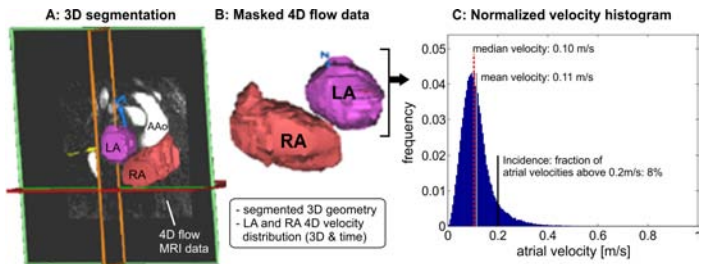 A: 3D segmentation
AAo
LA
RA
4D flow
MRI data
B: Masked 4D flow data
LA
RA
- segmented 3D geometry
- LA and RA 4D velocity
distribution (3D & time)
C: Normalized velocity histogram
median velocity: 0.10 m/s
mean velocity: 0.11 m/s
Incidence: fraction of
atrial velocities above 0.2m/s: 8%
frequency
0.05
0.04
0.03
0.02
0.01
0
0
0.2
0.4
0.6
0.8
atrial velocity [m/s]